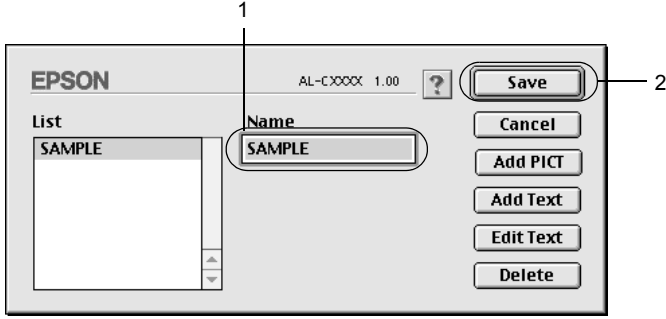 1
EPSON AL-CXXXX 1.00 ? Save 2
List Name Cancel
SAMPLE SAMPLE
Add PICT
Add Text
Edit Text
Delete